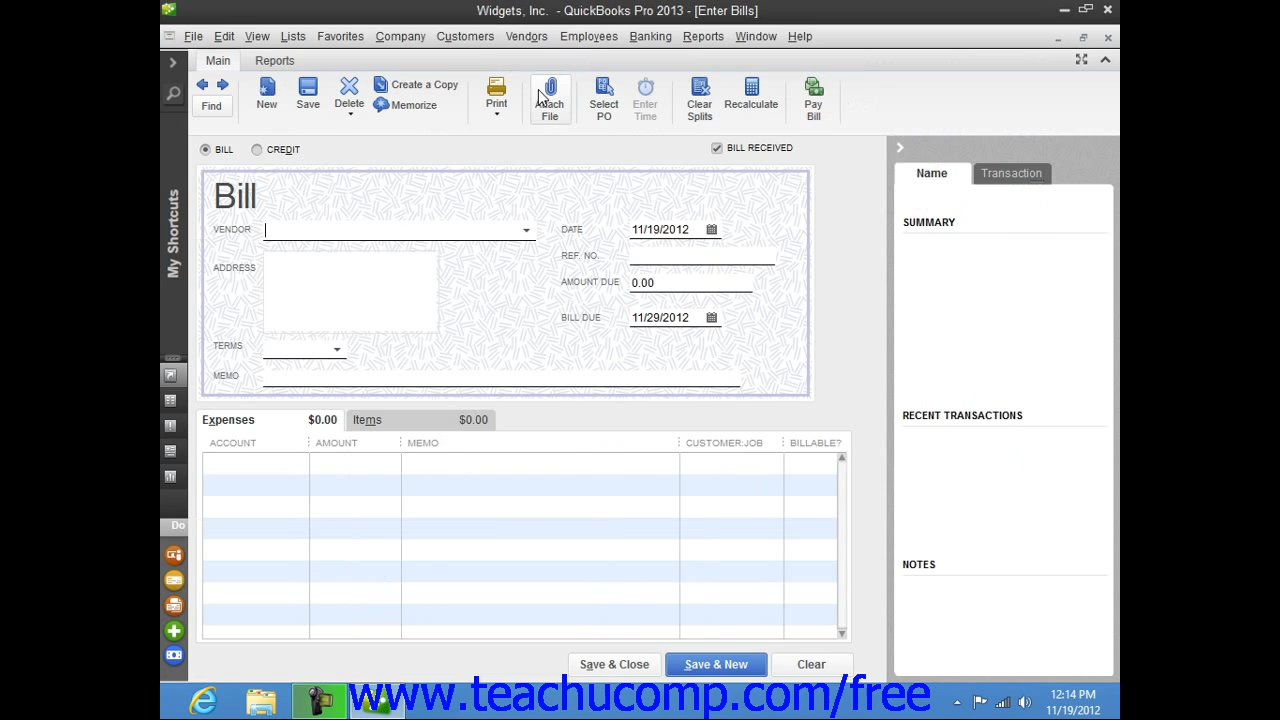 Widgets, Inc. - QuickBooks Pro 2013 - [Enter Bills]
File Edit View Lists Favorites Company Customers Vendors Employees Banking Reports Window Help
Main Reports
Find New Save Delete Create a Copy Memorize Print Attach File Select PO Enter Time Clear Splits Recalculate Pay Bill
My Shortcuts
Do
BILL CREDIT BILL RECEIVED
Bill
VENDOR
DATE 11/19/2012
REF. NO.
ADDRESS
AMOUNT DUE 0.00
BILL DUE 11/29/2012
TERMS
MEMO
Expenses $0.00 Items $0.00
ACCOUNT AMOUNT MEMO CUSTOMER:JOB BILLABLE?
Save & Close Save & New Clear
Name Transaction
SUMMARY
RECENT TRANSACTIONS
NOTES
www.teachucomp.com/free
12:14 PM
11/19/2012